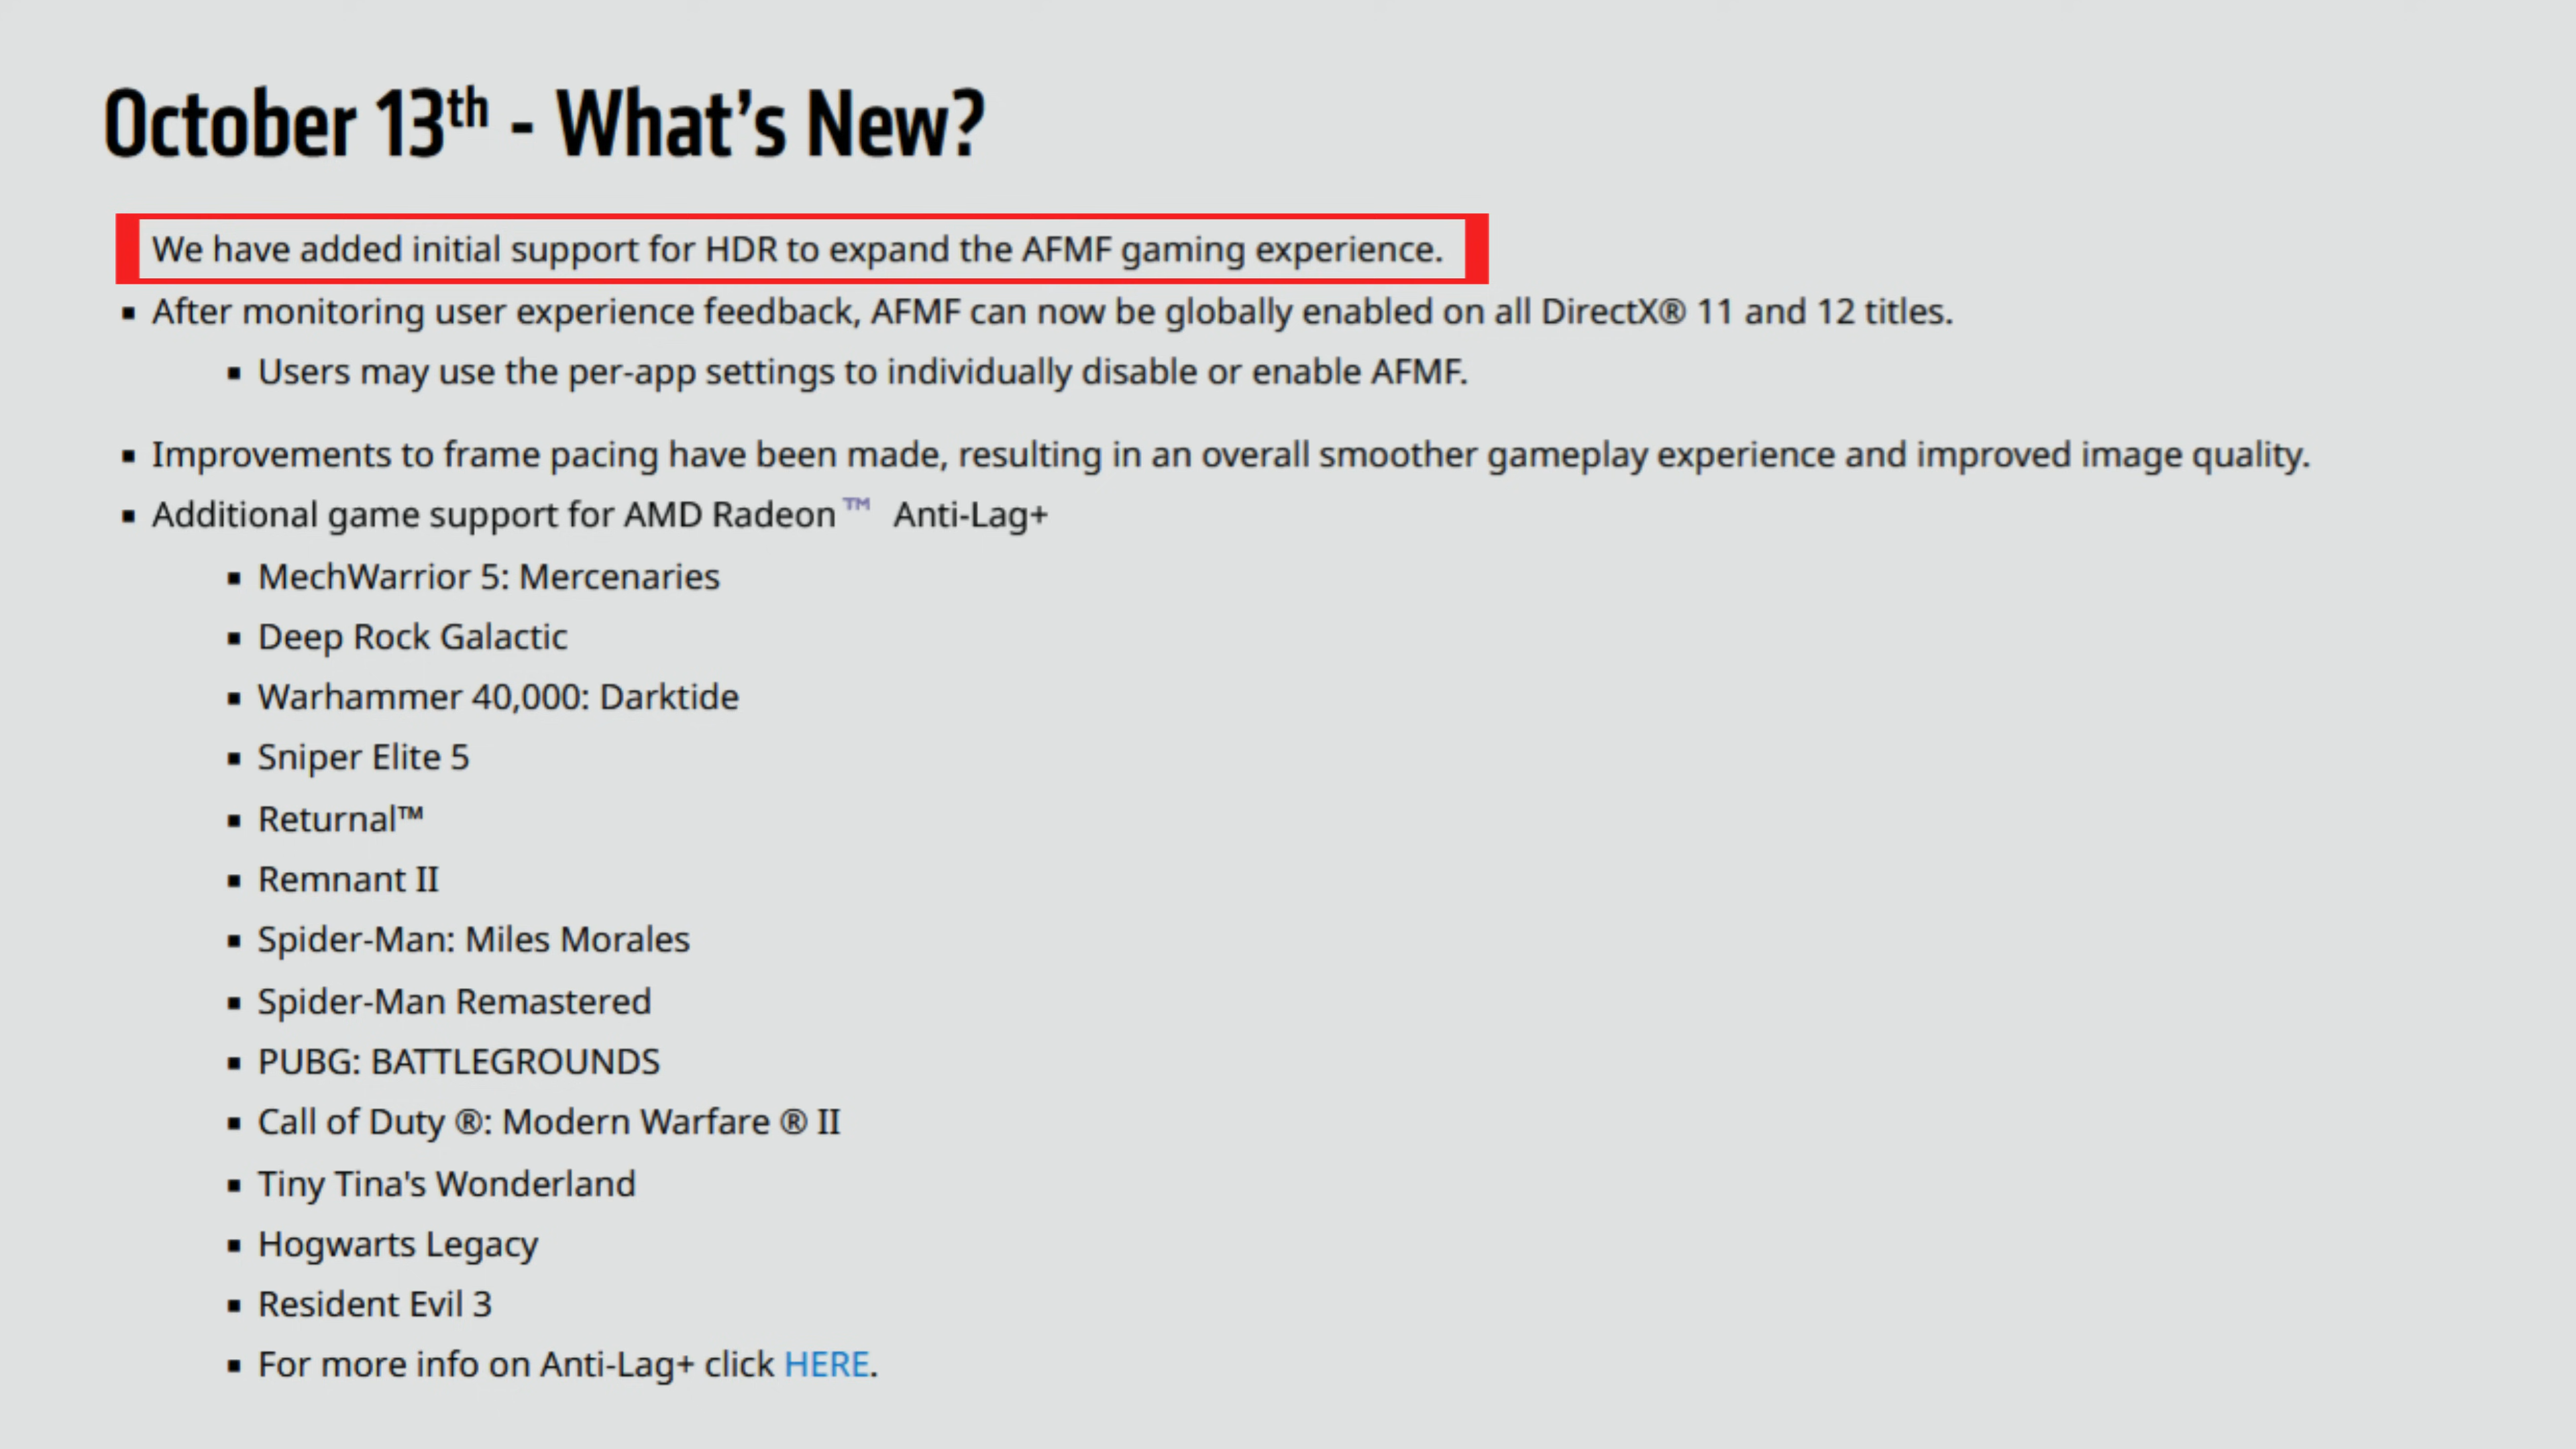 October 13th - What's New?
We have added initial support for HDR to expand the AFMF gaming experience.
▪ After monitoring user experience feedback, AFMF can now be globally enabled on all DirectX® 11 and 12 titles.
▪ Users may use the per-app settings to individually disable or enable AFMF.
▪ Improvements to frame pacing have been made, resulting in an overall smoother gameplay experience and improved image quality.
▪ Additional game support for AMD Radeon™ Anti-Lag+
▪ MechWarrior 5: Mercenaries
▪ Deep Rock Galactic
▪ Warhammer 40,000: Darktide
▪ Sniper Elite 5
▪ Returnal™
▪ Remnant II
▪ Spider-Man: Miles Morales
▪ Spider-Man Remastered
▪ PUBG: BATTLEGROUNDS
▪ Call of Duty ®: Modern Warfare ® II
▪ Tiny Tina's Wonderland
▪ Hogwarts Legacy
▪ Resident Evil 3
▪ For more info on Anti-Lag+ click HERE.